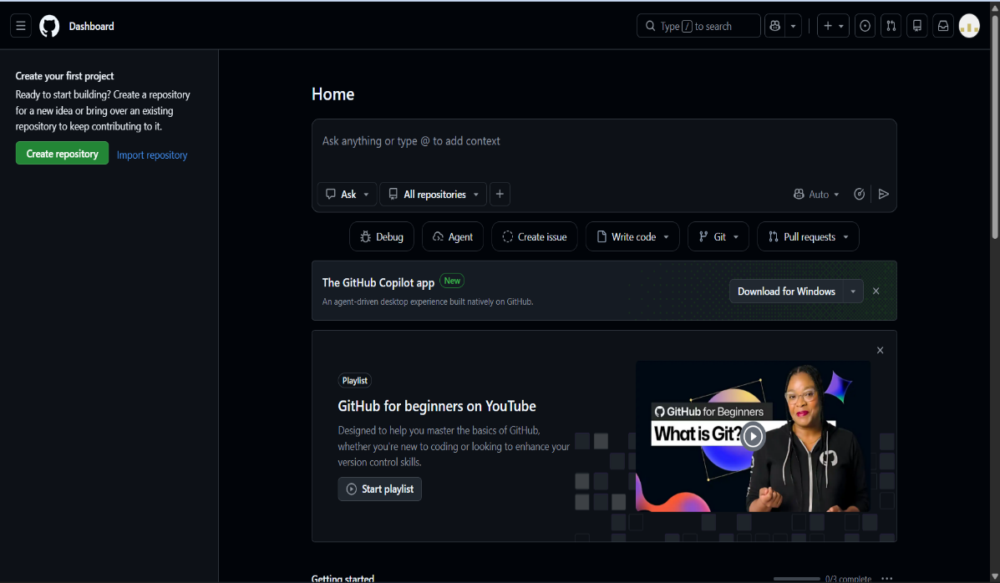 Dashboard
Type / to search
Create your first project
Ready to start building? Create a repository
for a new idea or bring over an existing
repository to keep contributing to it.
Create repository
Import repository
Home
Ask anything or type @ to add context
Ask
All repositories
Auto
Debug
Agent
Create issue
Write code
Git
Pull requests
The GitHub Copilot app New
An agent-driven desktop experience built natively on GitHub.
Download for Windows
Playlist
GitHub for beginners on YouTube
Designed to help you master the basics of GitHub,
whether you're new to coding or looking to enhance your
version control skills.
Start playlist
GitHub for Beginners
What is Git?
Getting started
0/3 complete